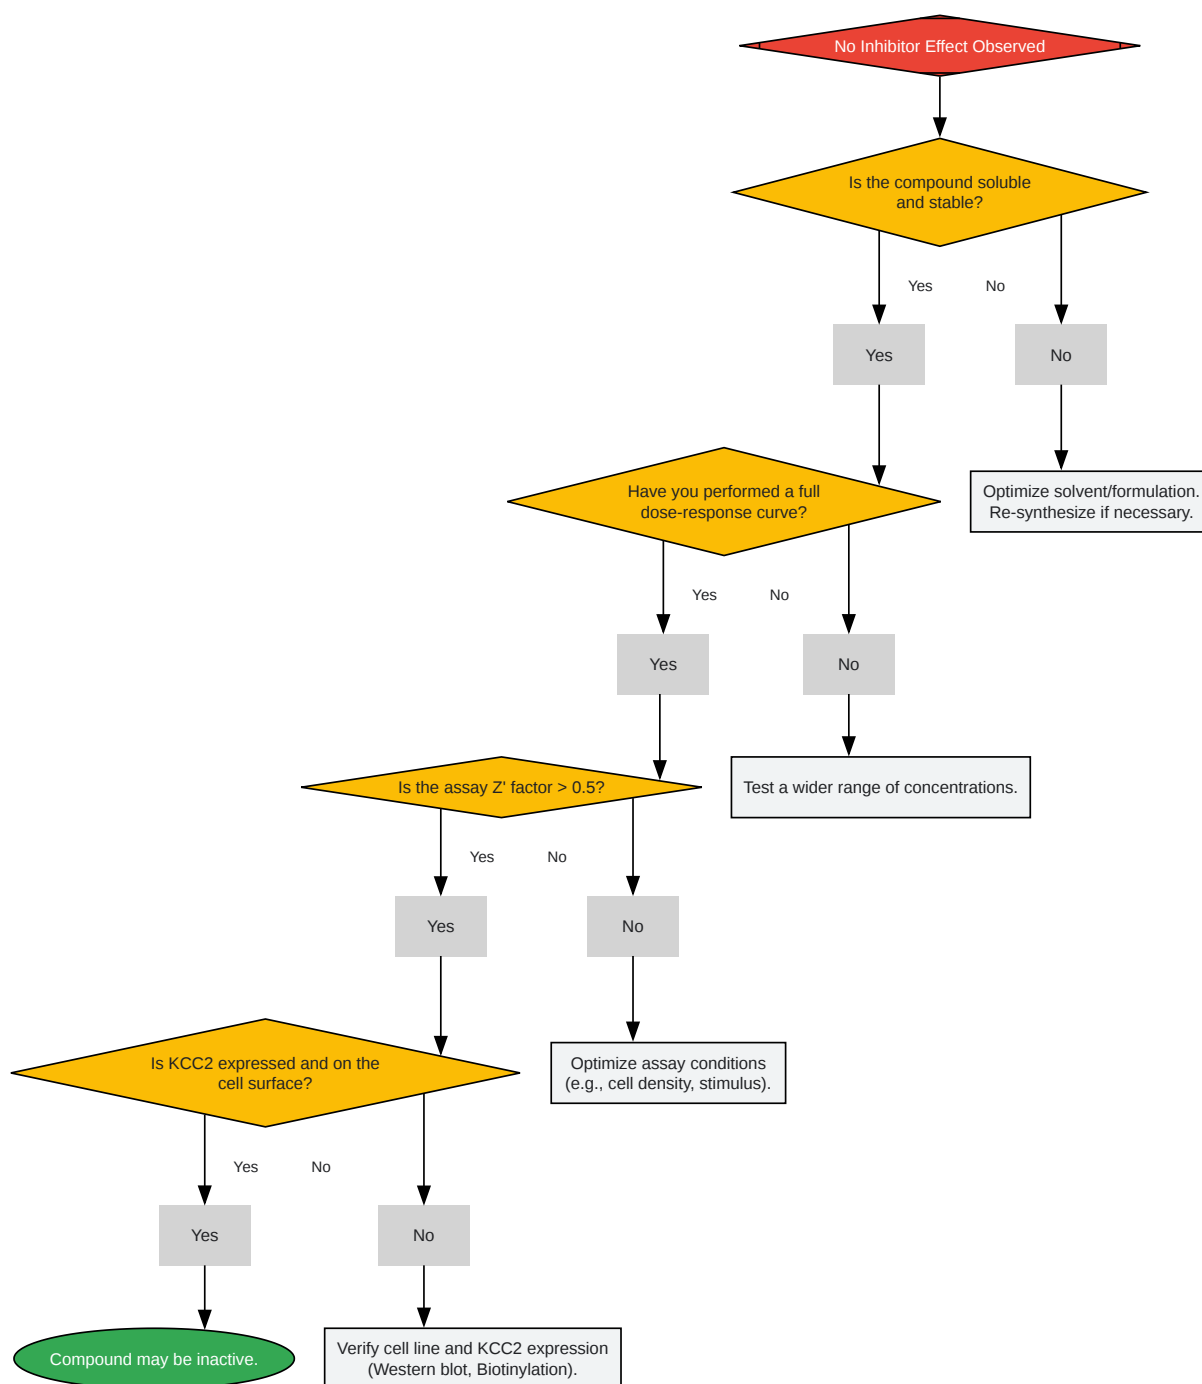 No Inhibitor Effect Observed
Is the compound soluble
and stable?
Yes
No
Yes
No
Optimize solvent/formulation.
Re-synthesize if necessary.
Have you performed a full
dose-response curve?
Yes
No
Yes
No
Test a wider range of concentrations.
Is the assay Z' factor > 0.5?
Yes
No
Yes
No
Optimize assay conditions
(e.g., cell density, stimulus).
Is KCC2 expressed and on the
cell surface?
Yes
No
Yes
No
Compound may be inactive.
Verify cell line and KCC2 expression
(Western blot, Biotinylation).